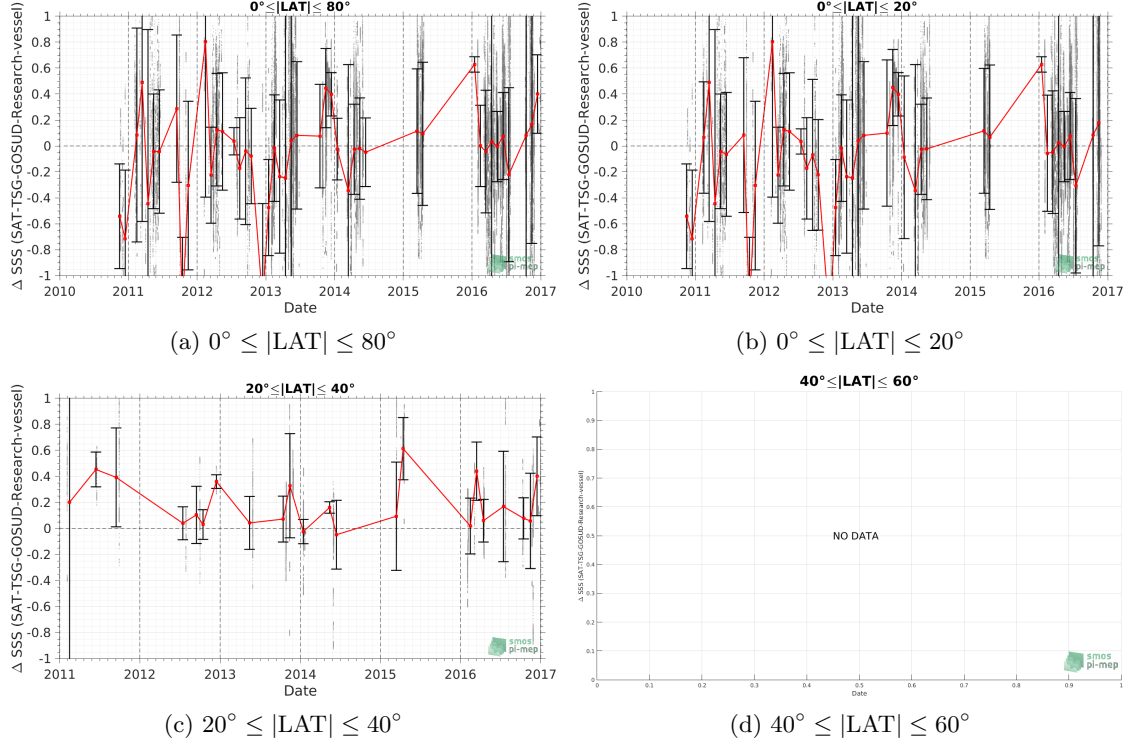 0°≤|LAT|≤ 80°
Δ SSS (SAT-TSG-GOSUD-Research-vessel)
1
0.8
0.6
0.4
0.2
0
-0.2
-0.4
-0.6
-0.8
-1
2010 2011 2012 2013 2014 2015 2016 2017
Date
smos
pi-mep
(a) 0° ≤ |LAT| ≤ 80°
0°≤|LAT|≤ 20°
Δ SSS (SAT-TSG-GOSUD-Research-vessel)
1
0.8
0.6
0.4
0.2
0
-0.2
-0.4
-0.6
-0.8
-1
2010 2011 2012 2013 2014 2015 2016 2017
Date
smos
pi-mep
(b) 0° ≤ |LAT| ≤ 20°
20°≤|LAT|≤ 40°
Δ SSS (SAT-TSG-GOSUD-Research-vessel)
1
0.8
0.6
0.4
0.2
0
-0.2
-0.4
-0.6
-0.8
-1
2011 2012 2013 2014 2015 2016 2017
Date
smos
pi-mep
(c) 20° ≤ |LAT| ≤ 40°
40°≤|LAT|≤ 60°
Δ SSS (SAT-TSG-GOSUD-Research-vessel)
1
0.9
0.8
0.7
0.6
0.5
0.4
0.3
0.2
0.1
0
NO DATA
0 0.1 0.2 0.3 0.4 0.5 0.6 0.7 0.8 0.9 1
Date
smos
pi-mep
(d) 40° ≤ |LAT| ≤ 60°